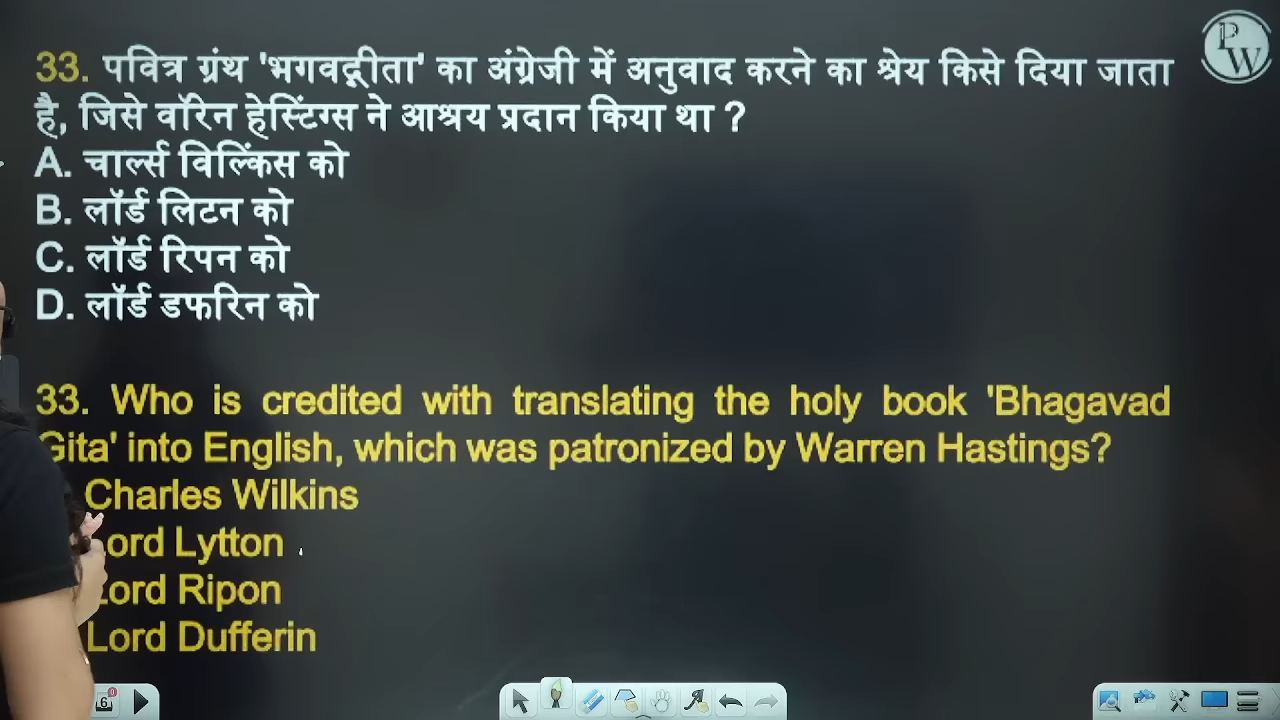 PW
33. पवित्र ग्रंथ 'भगवद्गीता' का अंग्रेजी में अनुवाद करने का श्रेय किसे दिया जाता
है, जिसे वॉरेन हेस्टिंग्स ने आश्रय प्रदान किया था ?
A. चार्ल्स विल्किंस को
B. लॉर्ड लिटन को
C. लॉर्ड रिपन को
D. लॉर्ड डफरिन को
33. Who is credited with translating the holy book 'Bhagavad
Gita' into English, which was patronized by Warren Hastings?
Charles Wilkins
Lord Lytton
Lord Ripon
Lord Dufferin